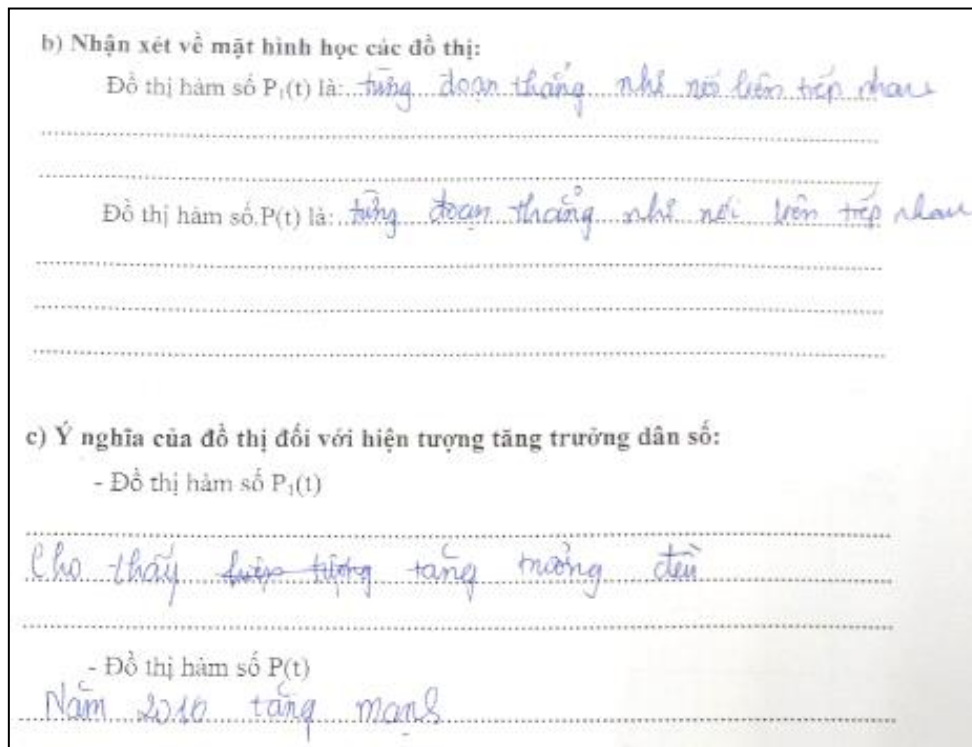 b) Nhận xét về mặt hình học các đồ thị:
Đồ thị hàm số P₁(t) là: từng đoạn thẳng nhỏ nối liên tiếp nhau
Đồ thị hàm số P(t) là: từng đoạn thẳng nhỏ nối liên tiếp nhau
c) Ý nghĩa của đồ thị đối với hiện tượng tăng trưởng dân số:
- Đồ thị hàm số P₁(t)
Cho thấy hiện tượng tăng trưởng đều
- Đồ thị hàm số P(t)
Năm 2010 tăng mạnh